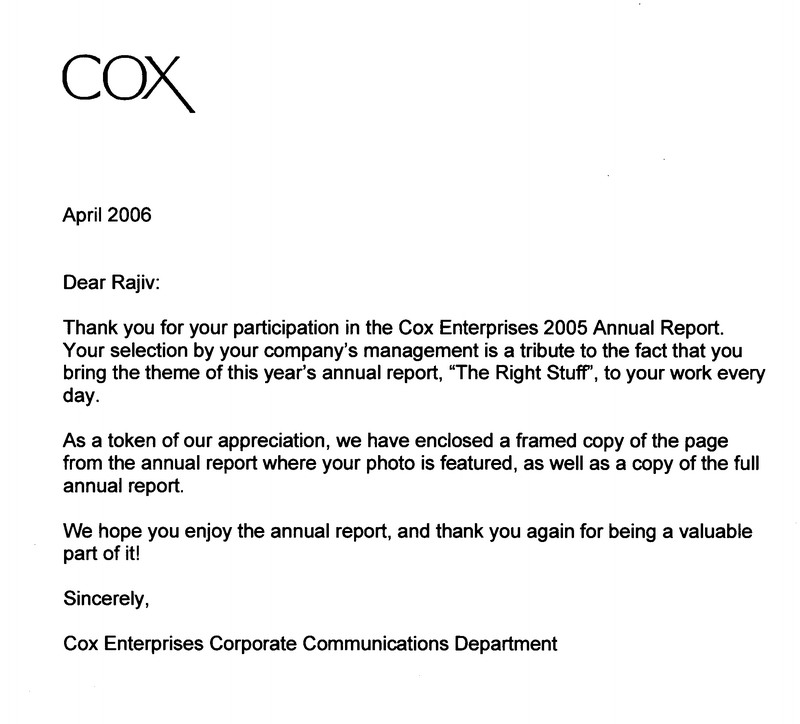 COX
April 2006
Dear Rajiv:
Thank you for your participation in the Cox Enterprises 2005 Annual Report.
Your selection by your company's management is a tribute to the fact that you
bring the theme of this year's annual report, “The Right Stuff”, to your work every
day.
As a token of our appreciation, we have enclosed a framed copy of the page
from the annual report where your photo is featured, as well as a copy of the full
annual report.
We hope you enjoy the annual report, and thank you again for being a valuable
part of it!
Sincerely,
Cox Enterprises Corporate Communications Department